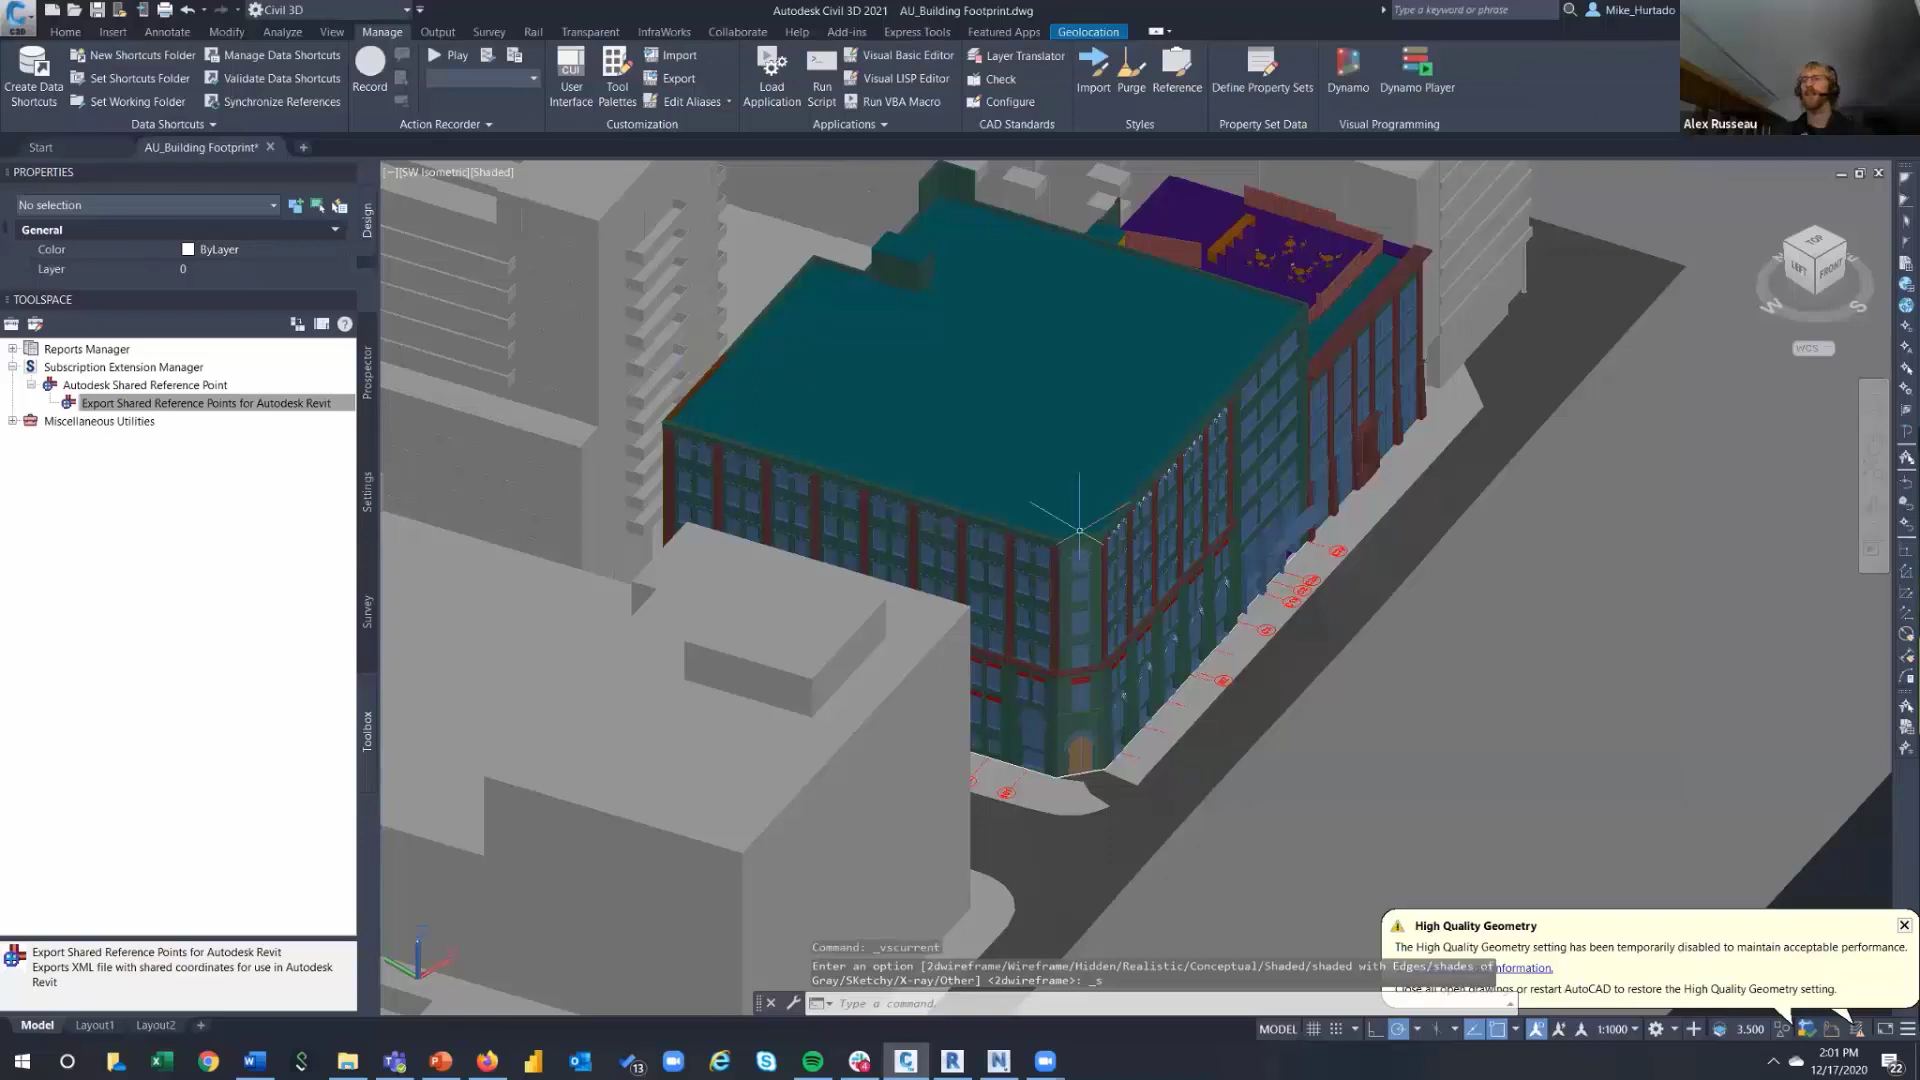 Civil 3D
Autodesk Civil 3D 2021 AU_Building Footprint.dwg
Type a keyword or phrase
Mike_Hurtado
C3D
Home Insert Annotate Modify Analyze View Manage Output Survey Rail Transparent InfraWorks Collaborate Help Add-ins Express Tools Featured Apps Geolocation
Create Data Shortcuts
New Shortcuts Folder
Set Shortcuts Folder
Set Working Folder
Manage Data Shortcuts
Validate Data Shortcuts
Synchronize References
Data Shortcuts
Record
Play
Action Recorder
CUI
User Interface
Tool Palettes
Import
Export
Edit Aliases
Customization
Load Application
Run Script
Visual Basic Editor
Visual LISP Editor
Run VBA Macro
Applications
Layer Translator
Check
Configure
CAD Standards
Import
Purge
Reference
Styles
Define Property Sets
Property Set Data
Dynamo
Dynamo Player
Visual Programming
Alex Russeau
Start
AU_Building Footprint*
PROPERTIES
No selection
General
Color ByLayer
Layer 0
TOOLSPACE
Reports Manager
Subscription Extension Manager
Autodesk Shared Reference Point
Export Shared Reference Points for Autodesk Revit
Miscellaneous Utilities
Design
Prospector
Settings
Survey
Toolbox
[—][SW Isometric][Shaded]
TOP
LEFT
FRONT
W
S
WCS
Export Shared Reference Points for Autodesk Revit
Exports XML file with shared coordinates for use in Autodesk
Revit
Command: _vscurrent
Enter an option [2dwireframe/Wireframe/Hidden/Realistic/Conceptual/Shaded/shaded with Edges/shades of
Gray/SKetchy/X-ray/Other] <2dwireframe>: _s
Type a command
High Quality Geometry
The High Quality Geometry setting has been temporarily disabled to maintain acceptable performance.
nformation.
Close all open drawings or restart AutoCAD to restore the High Quality Geometry setting.
Model Layout1 Layout2
MODEL
1:1000
3.500
13
2:01 PM
12/17/2020
22